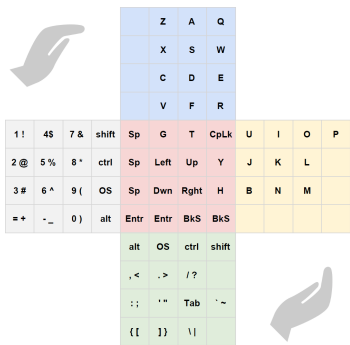 Z A Q
X S W
C D E
V F R
1 ! 4$ 7 & shift Sp G T CpLk U I O P
2 @ 5 % 8 * ctrl Sp Left Up Y J K L
3 # 6 ^ 9 ( OS Sp Dwn Rght H B N M
= + - _ 0 ) alt Entr Entr BkS BkS
alt OS ctrl shift
, < . > / ?
: ; ' " Tab ` ~
{ [ ] } \ |